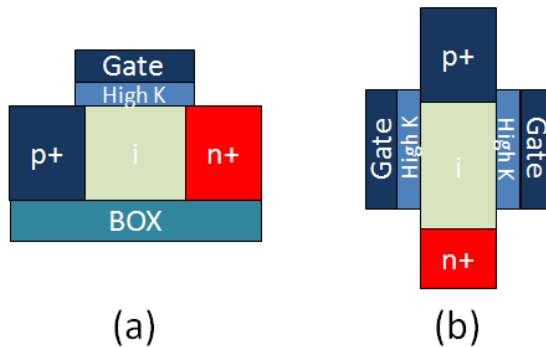 Gate
High K
p+
i
n+
BOX
(a)
p+
Gate
High K
i
High K
Gate
n+
(b)